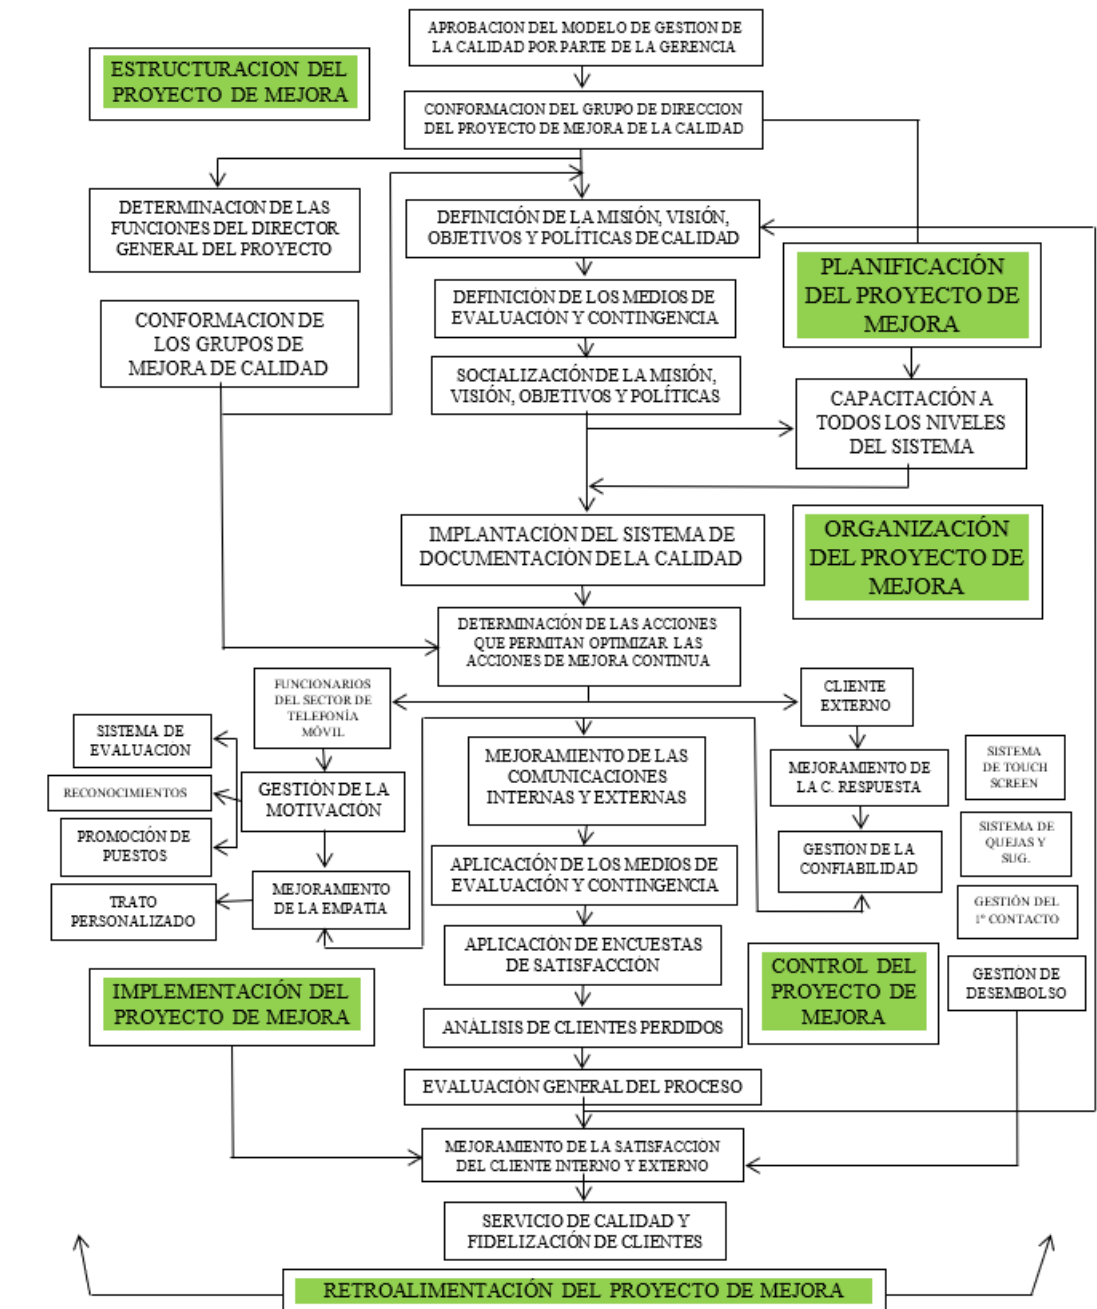 APROBACION DEL MODELO DE GESTION DE
LA CALIDAD POR PARTE DE LA GERENCIA
ESTRUCTURACION DEL
PROYECTO DE MEJORA
CONFORMACION DEL GRUPO DE DIRECCION
DEL PROYECTO DE MEJORA DE LA CALIDAD
DETERMINACION DE LAS
FUNCIONES DEL DIRECTOR
GENERAL DEL PROYECTO
DEFINICIÓN DE LA MISIÓN, VISIÓN,
OBJETIVOS Y POLÍTICAS DE CALIDAD
PLANIFICACIÓN
DEL PROYECTO DE
MEJORA
DEFINICIÓN DE LOS MEDIOS DE
EVALUACIÓN Y CONTINGENCIA
CONFORMACION DE
LOS GRUPOS DE
MEJORA DE CALIDAD
SOCIALIZACIÓN DE LA MISIÓN,
VISIÓN, OBJETIVOS Y POLÍTICAS
CAPACITACIÓN A
TODOS LOS NIVELES
DEL SISTEMA
IMPLANTACIÓN DEL SISTEMA DE
DOCUMENTACIÓN DE LA CALIDAD
ORGANIZACIÓN
DEL PROYECTO DE
MEJORA
DETERMINACIÓN DE LAS ACCIONES
QUE PERMITAN OPTIMIZAR LAS
ACCIONES DE MEJORA CONTINUA
FUNCIONARIOS
DEL SECTOR DE
TELEFONÍA
MÓVIL
CLIENTE
EXTERNO
SISTEMA DE
EVALUACION
RECONOCIMIENTOS
PROMOCIÓN DE
PUESTOS
GESTIÓN DE LA
MOTIVACIÓN
MEJORAMIENTO DE LAS
COMUNICACIONES
INTERNAS Y EXTERNAS
MEJORAMIENTO DE
LA C. RESPUESTA
SISTEMA
DE TOUCH
SCREEN
GESTION DE LA
CONFIABILIDAD
SISTEMA DE
QUEJAS Y
SUG.
TRATO
PERSONALIZADO
MEJORAMIENTO
DE LA EMPATÍA
APLICACIÓN DE LOS MEDIOS DE
EVALUACIÓN Y CONTINGENCIA
GESTIÓN DEL
1º CONTACTO
APLICACIÓN DE ENCUESTAS
DE SATISFACCIÓN
IMPLEMENTACIÓN DEL
PROYECTO DE MEJORA
CONTROL DEL
PROYECTO DE
MEJORA
GESTIÓN DE
DESEMBOLSO
ANÁLISIS DE CLIENTES PERDIDOS
EVALUACIÓN GENERAL DEL PROCESO
MEJORAMIENTO DE LA SATISFACCIÓN
DEL CLIENTE INTERNO Y EXTERNO
SERVICIO DE CALIDAD Y
FIDELIZACIÓN DE CLIENTES
RETROALIMENTACIÓN DEL PROYECTO DE MEJORA